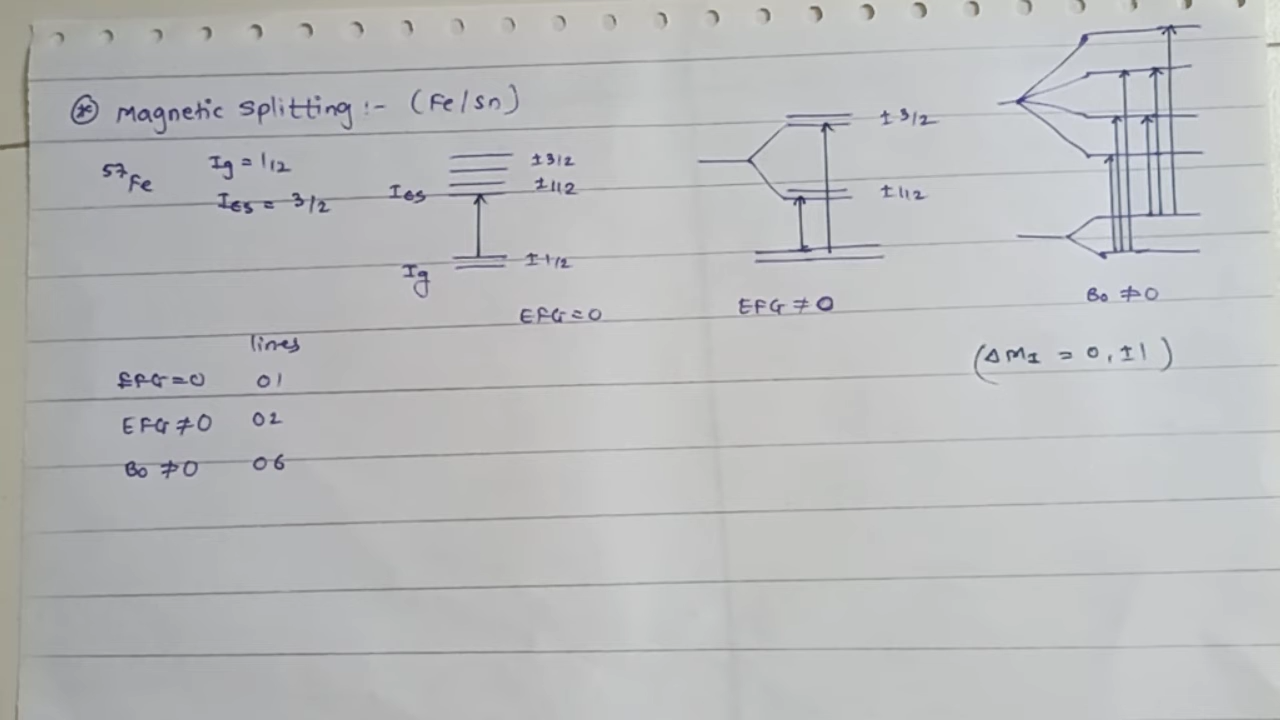 ⊛ Magnetic Splitting :- (Fe/Sn)
⁵⁷Fe Ig = 1/2
IES = 3/2
IES
±3/2
±1/2
Ig
±1/2
EFG = 0
±3/2
±1/2
EFG ≠ 0
B₀ ≠ 0
(ΔMI = 0, ±1)
lines
EFG = 0 01
EFG ≠ 0 02
B₀ ≠ 0 06